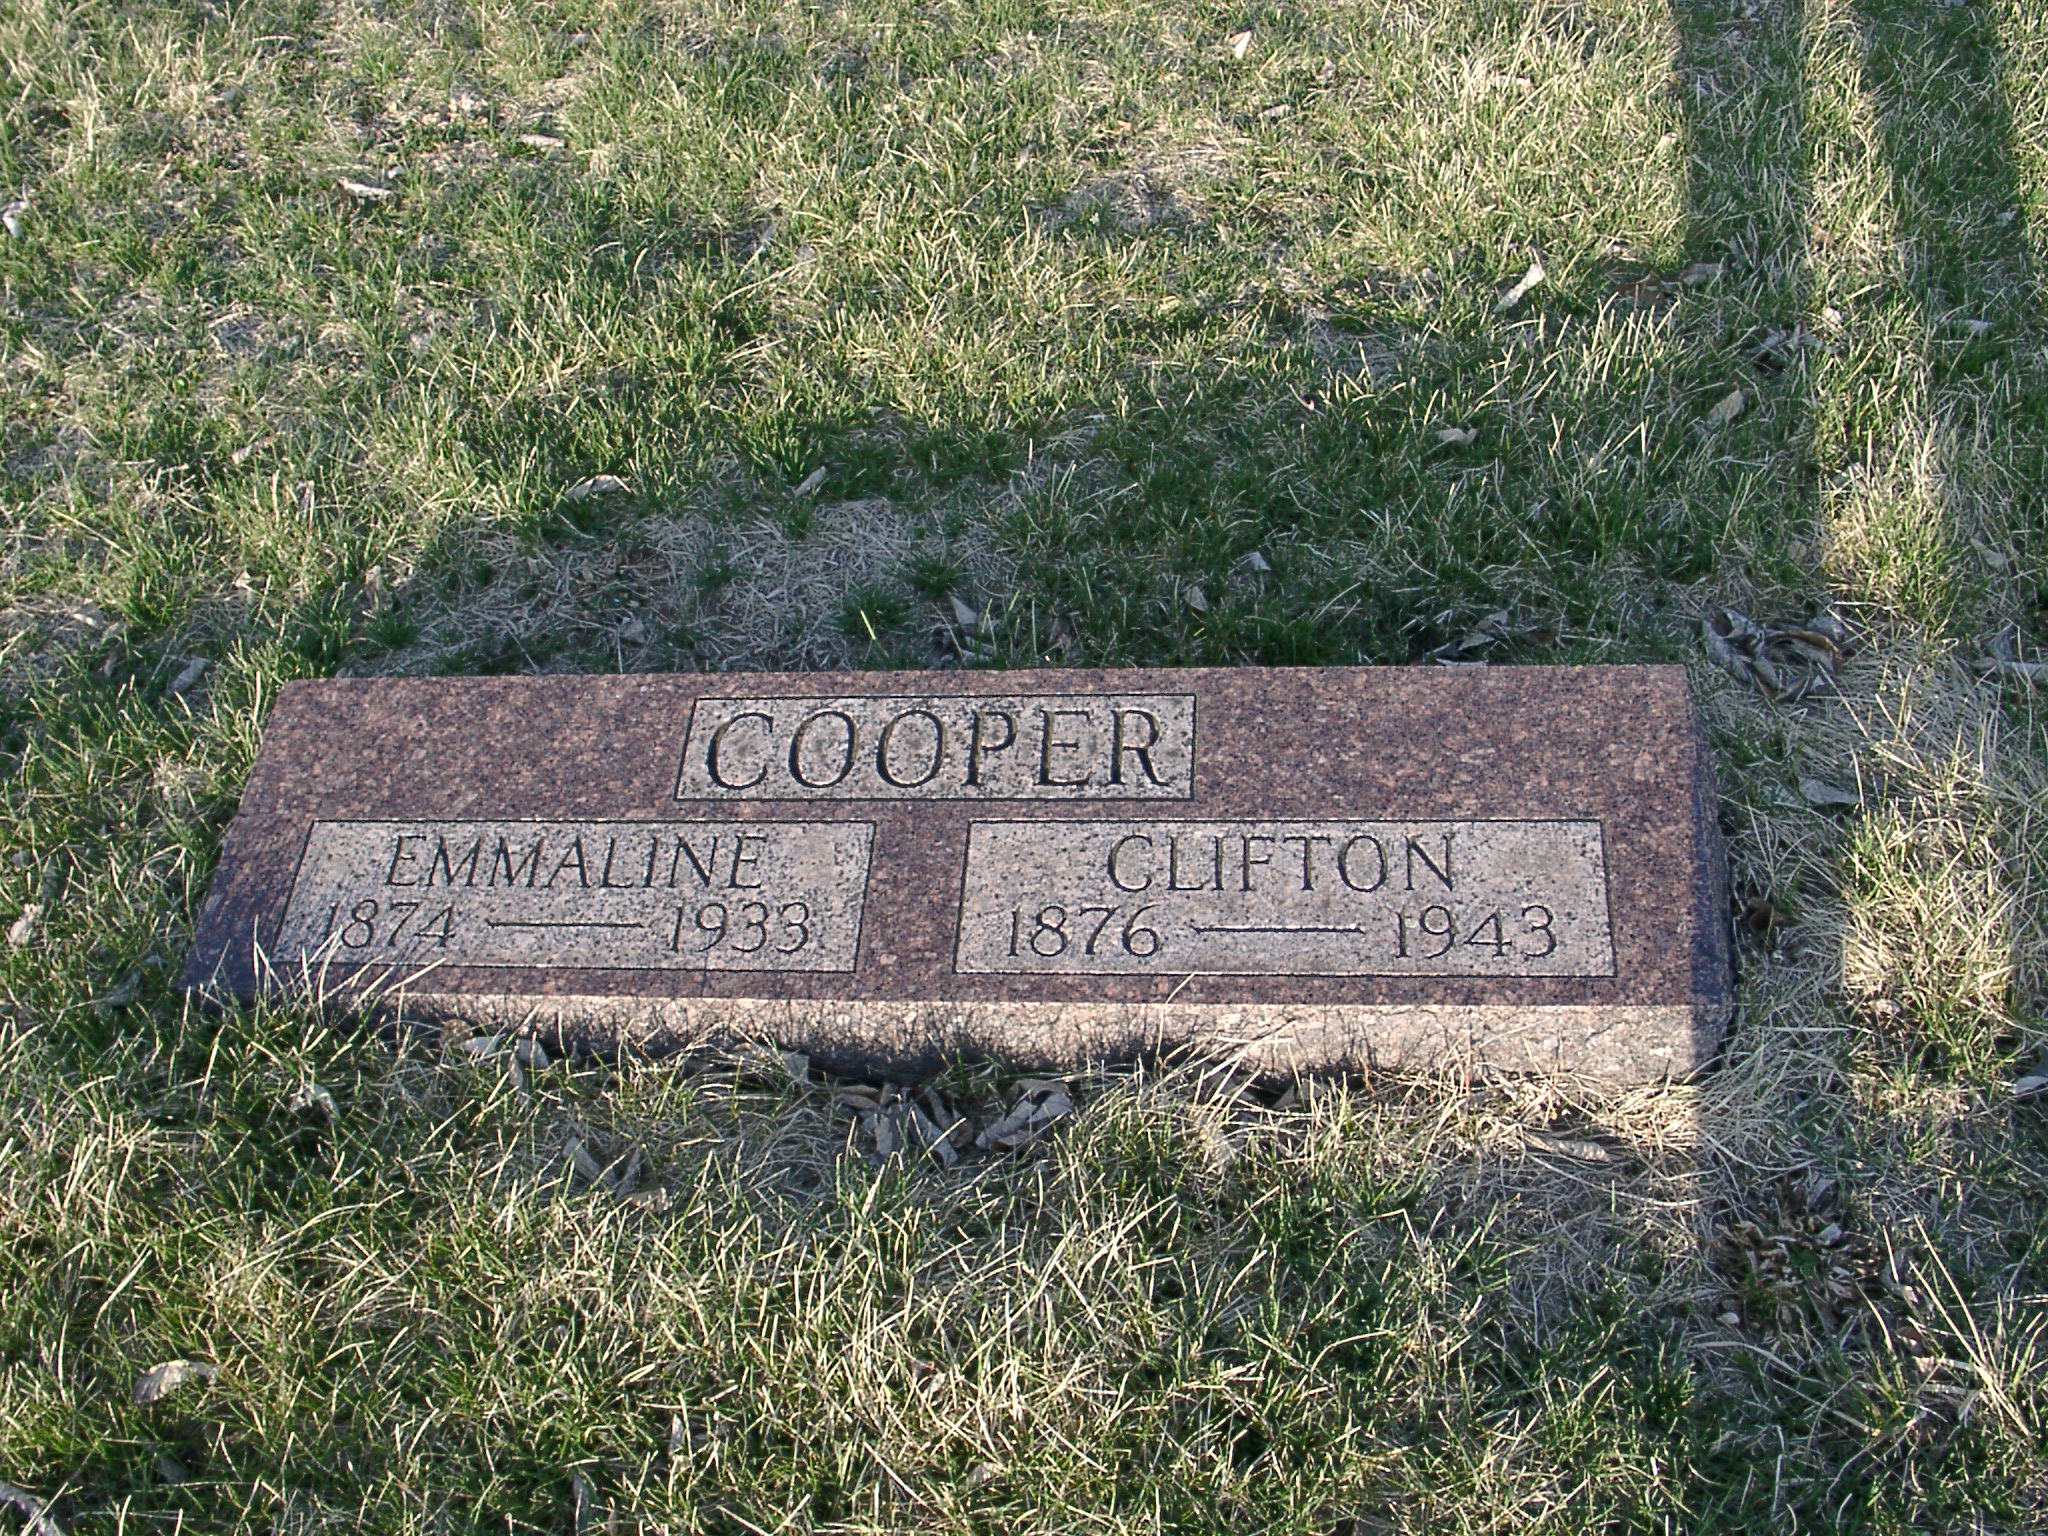 COOPER
EMMALINE
1874 — 1933
CLIFTON
1876 — 1943